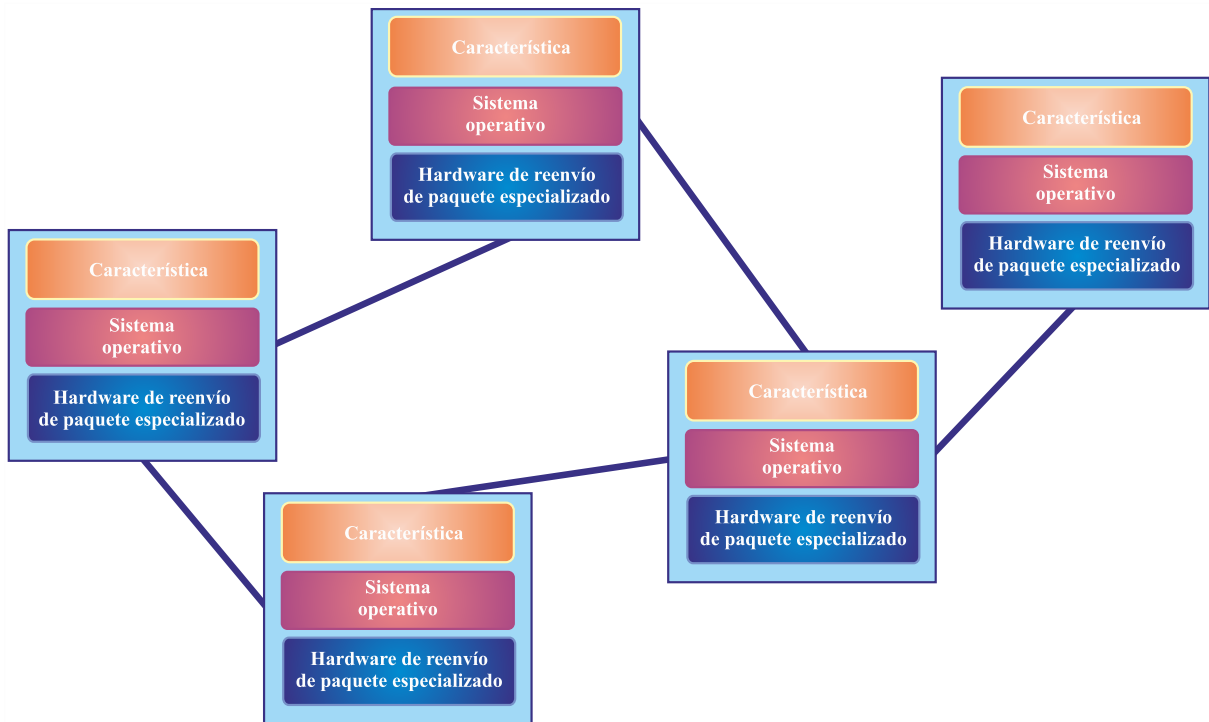 Característica
Sistema
operativo
Hardware de reenvío
de paquete especializado
Característica
Sistema
operativo
Hardware de reenvío
de paquete especializado
Característica
Sistema
operativo
Hardware de reenvío
de paquete especializado
Característica
Sistema
operativo
Hardware de reenvío
de paquete especializado
Característica
Sistema
operativo
Hardware de reenvío
de paquete especializado